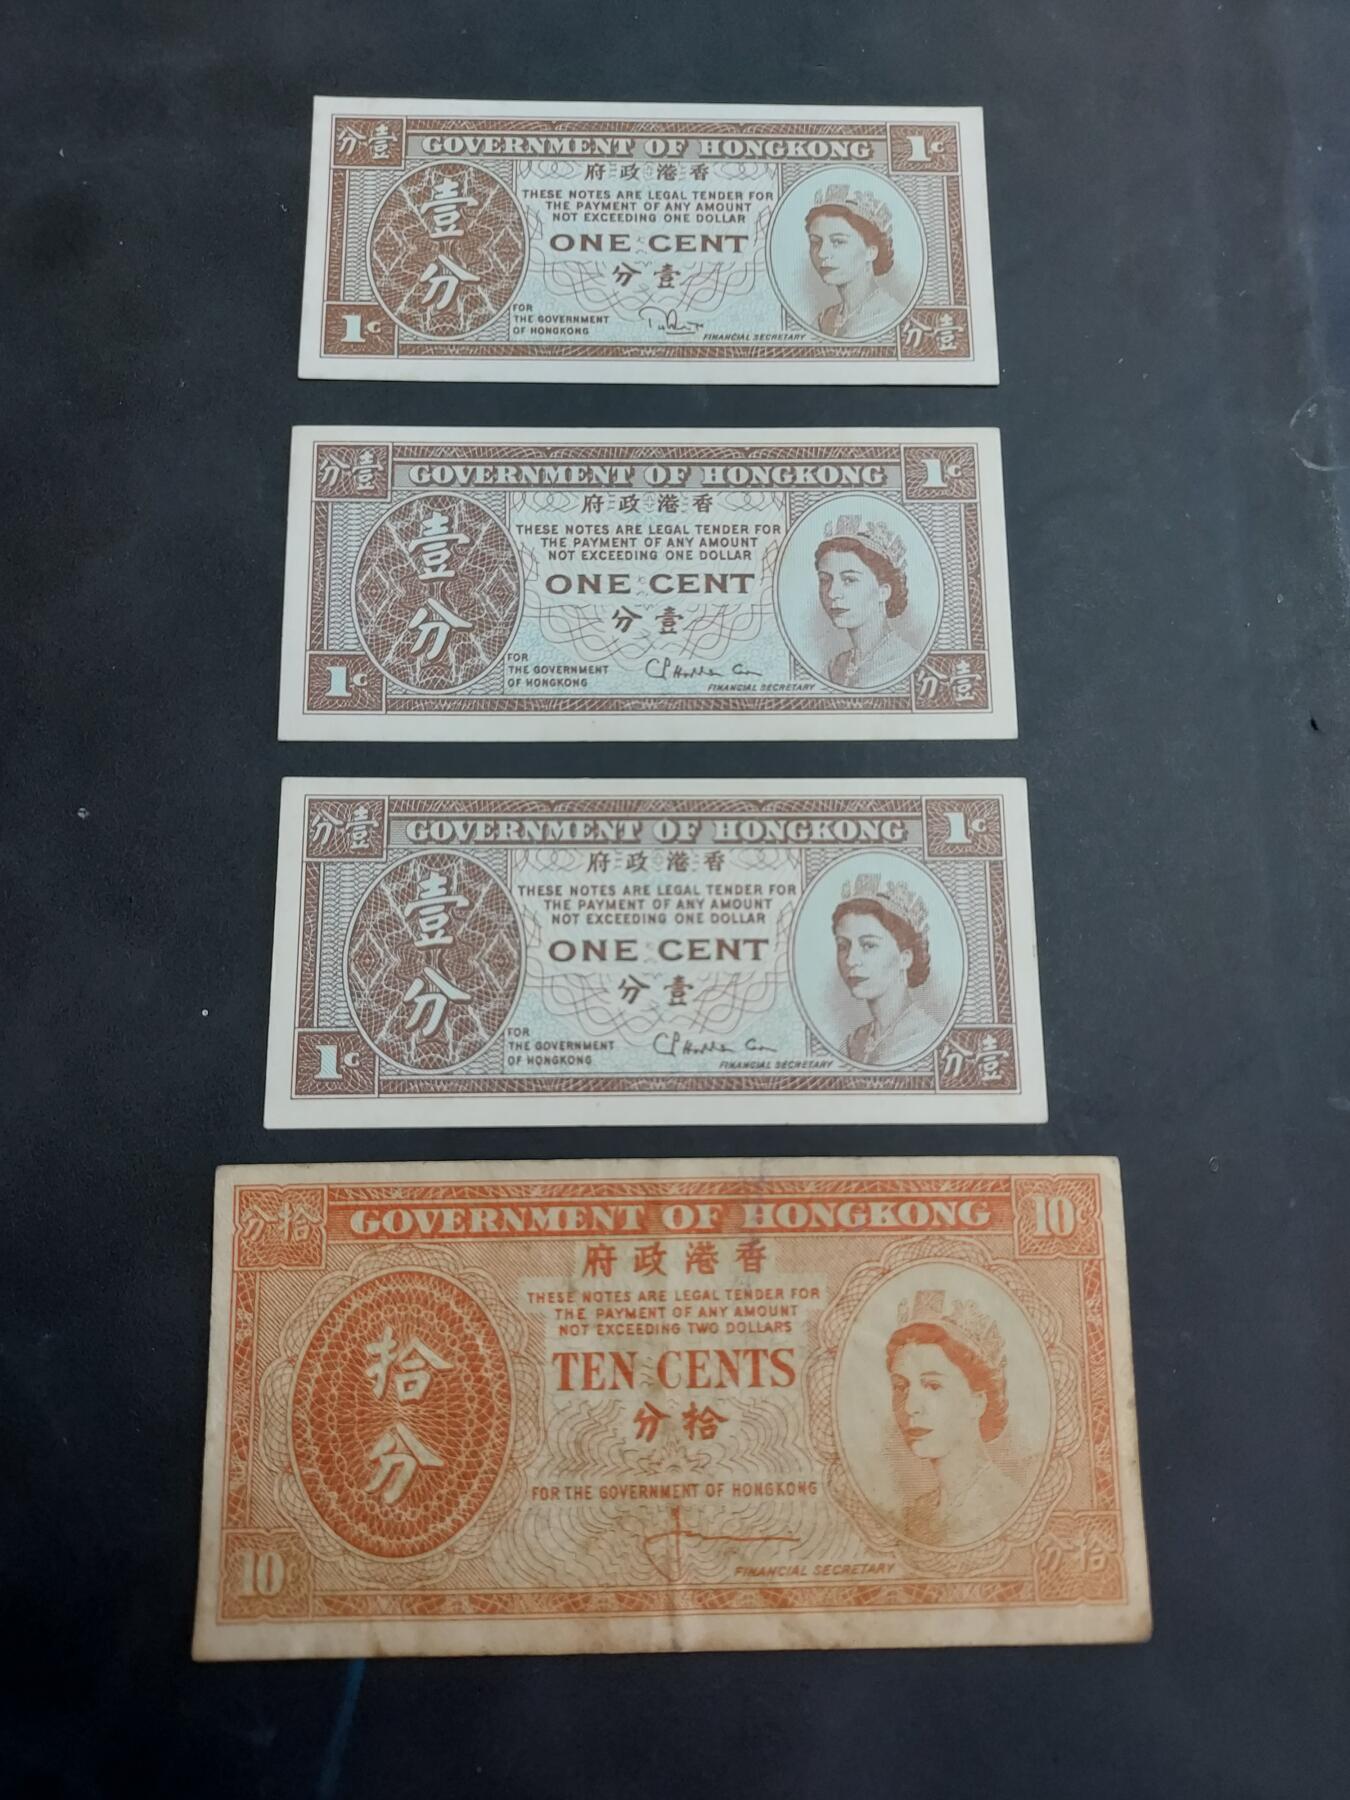 分壹 GOVERNMENT OF HONGKONG 1C
府政港香
壹
分
THESE NOTES ARE LEGAL TENDER FOR
THE PAYMENT OF ANY AMOUNT
NOT EXCEEDING ONE DOLLAR
ONE CENT
分壹
FOR
THE GOVERNMENT
OF HONGKONG
FINANCIAL SECRETARY
1C
分壹
分壹 GOVERNMENT OF HONGKONG 1C
府政港香
壹
分
THESE NOTES ARE LEGAL TENDER FOR
THE PAYMENT OF ANY AMOUNT
NOT EXCEEDING ONE DOLLAR
ONE CENT
分壹
FOR
THE GOVERNMENT
OF HONGKONG
FINANCIAL SECRETARY
1C
分壹
分壹 GOVERNMENT OF HONGKONG 1C
府政港香
壹
分
THESE NOTES ARE LEGAL TENDER FOR
THE PAYMENT OF ANY AMOUNT
NOT EXCEEDING ONE DOLLAR
ONE CENT
分壹
FOR
THE GOVERNMENT
OF HONGKONG
FINANCIAL SECRETARY
1C
分壹
分拾 GOVERNMENT OF HONGKONG 10C
府政港香
拾
分
THESE NOTES ARE LEGAL TENDER FOR
THE PAYMENT OF ANY AMOUNT
NOT EXCEEDING TWO DOLLARS
TEN CENTS
分拾
FOR THE GOVERNMENT OF HONGKONG
FINANCIAL SECRETARY
10C
分拾